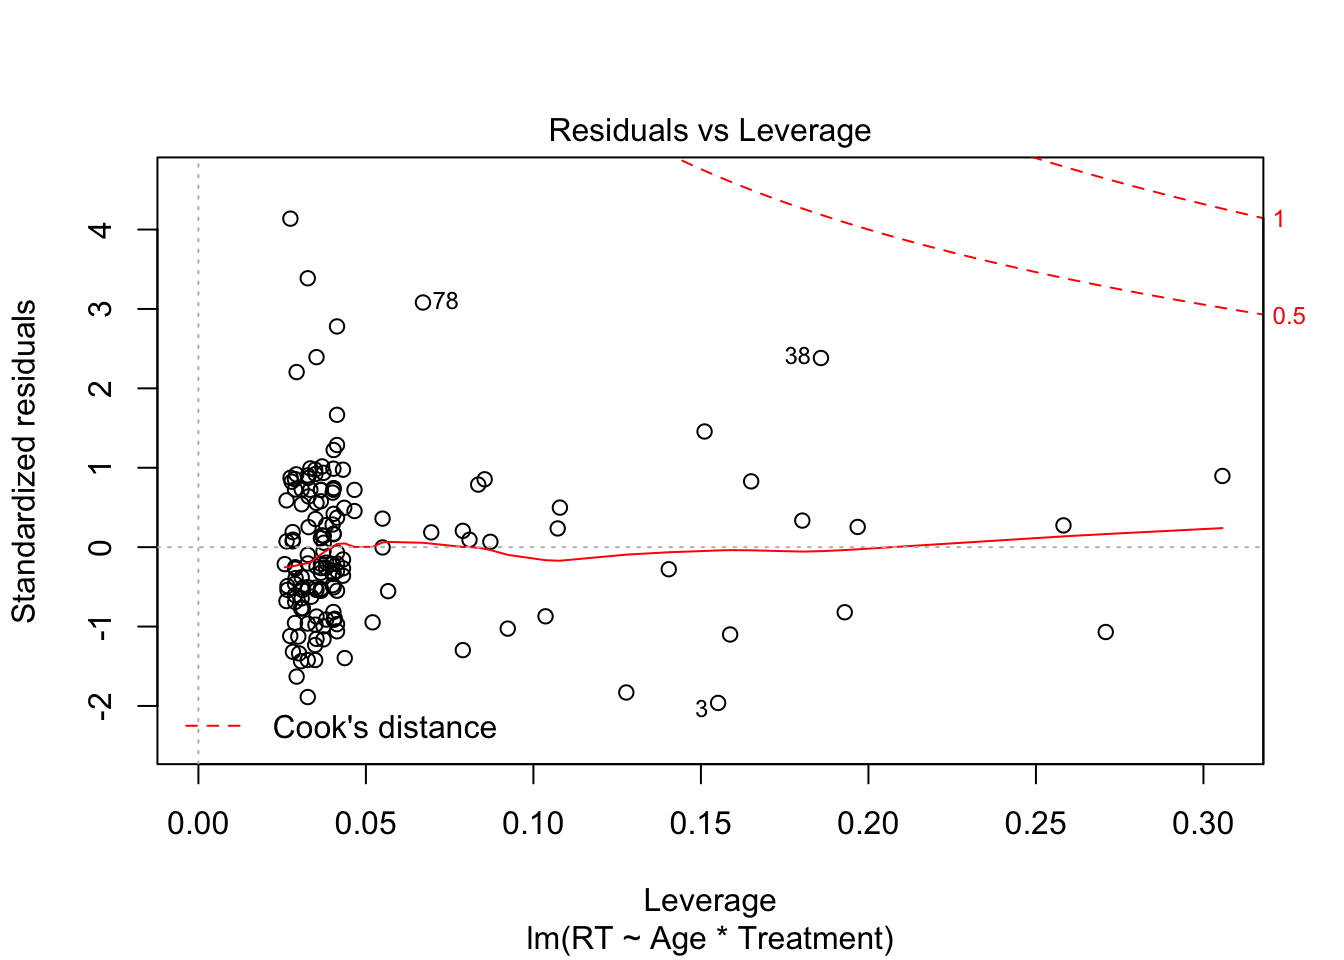 Residuals vs Leverage
Standardized residuals
4
3
2
1
0
-1
-2
78
38
3
1
0.5
Cook's distance
0.00 0.05 0.10 0.15 0.20 0.25 0.30
Leverage
lm(RT ~ Age * Treatment)